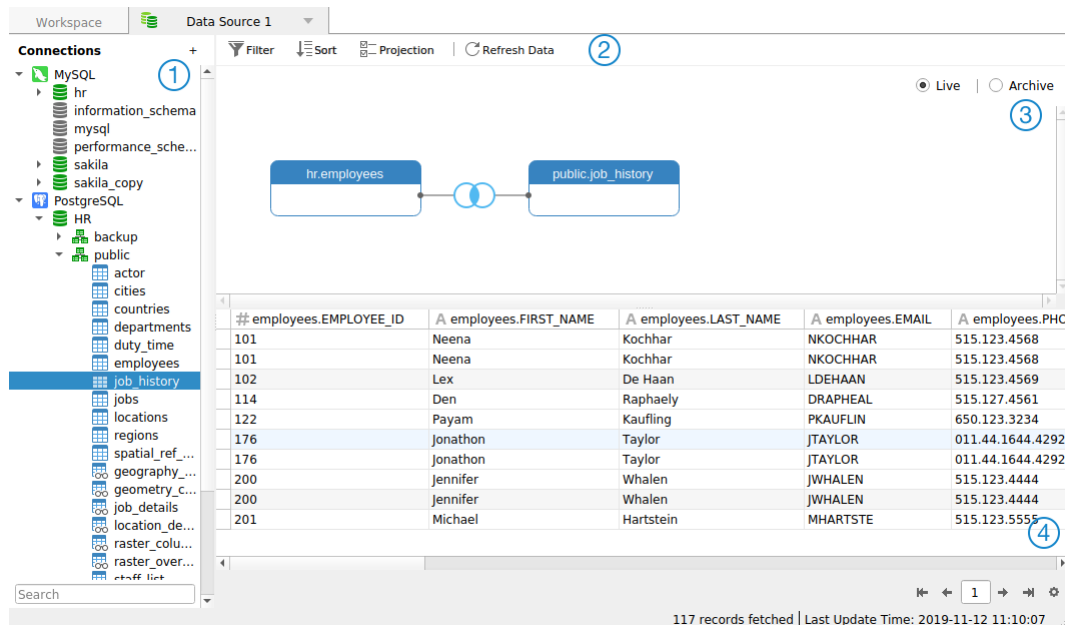 Workspace
Data Source 1
Connections +
Filter Sort Projection Refresh Data
1
2
3
Live Archive
MySQL
hr
information_schema
mysql
performance_sche...
sakila
sakila_copy
PostgreSQL
HR
backup
public
actor
cities
countries
departments
duty_time
employees
job_history
jobs
locations
regions
spatial_ref_...
geography_...
geometry_c...
job_details
location_de...
raster_colu...
raster_over...
staff_list
Search
hr.employees
public.job_history
# employees.EMPLOYEE_ID A employees.FIRST_NAME A employees.LAST_NAME A employees.EMAIL A employees.PHO
101 Neena Kochhar NKOCHHAR 515.123.4568
101 Neena Kochhar NKOCHHAR 515.123.4568
102 Lex De Haan LDEHAAN 515.123.4569
114 Den Raphaely DRAPHEAL 515.127.4561
122 Payam Kaufling PKAUFLIN 650.123.3234
176 Jonathon Taylor JTAYLOR 011.44.1644.4292
176 Jonathon Taylor JTAYLOR 011.44.1644.4292
200 Jennifer Whalen JWHALEN 515.123.4444
200 Jennifer Whalen JWHALEN 515.123.4444
201 Michael Hartstein MHARTSTE 515.123.5555
4
1
117 records fetched Last Update Time: 2019-11-12 11:10:07